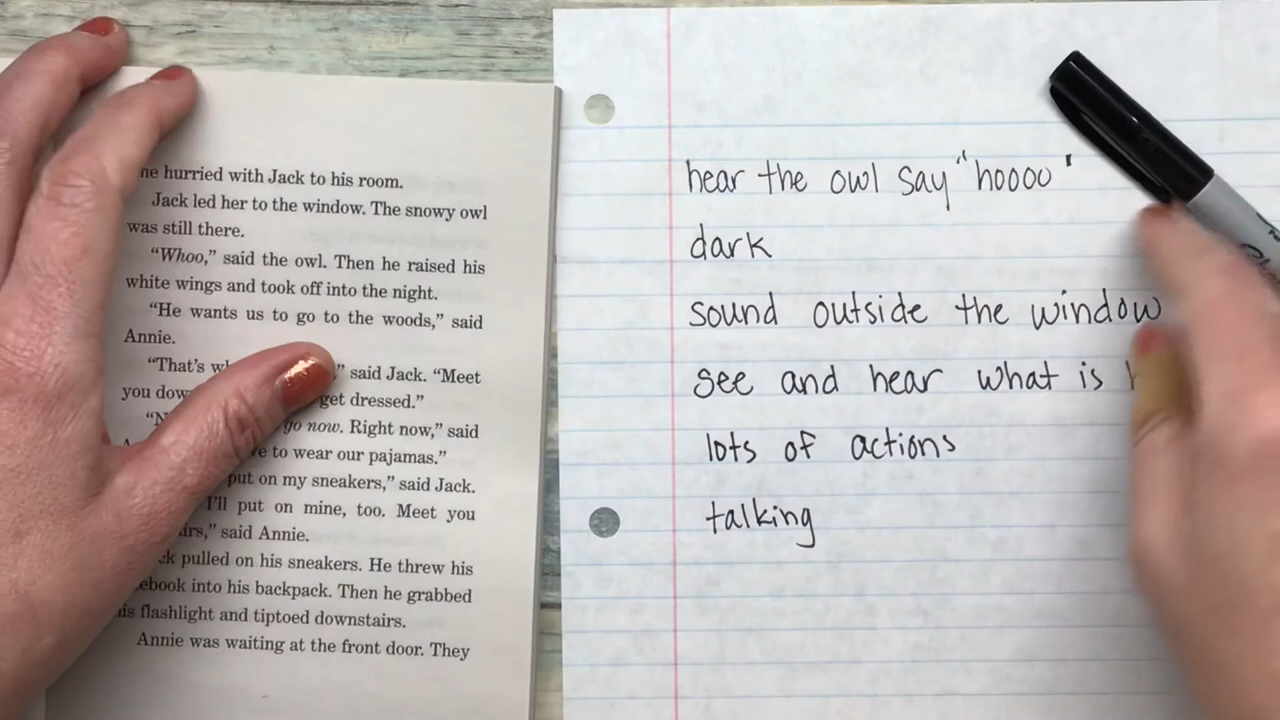 he hurried with Jack to his room.
Jack led her to the window. The snowy owl
was still there.
“Whoo,” said the owl. Then he raised his
white wings and took off into the night.
“He wants us to go to the woods,” said
Annie.
“That’s ” said Jack. “Meet
you get dressed.”
go now. Right now,” said
to wear our pajamas.”
put on my sneakers,” said Jack.
I’ll put on mine, too. Meet you
said Annie.
pulled on his sneakers. He threw his
into his backpack. Then he grabbed
flashlight and tiptoed downstairs.
Annie was waiting at the front door. They
hear the owl say "hoooo"
dark
sound outside the window
see and hear what is
lots of actions
talking